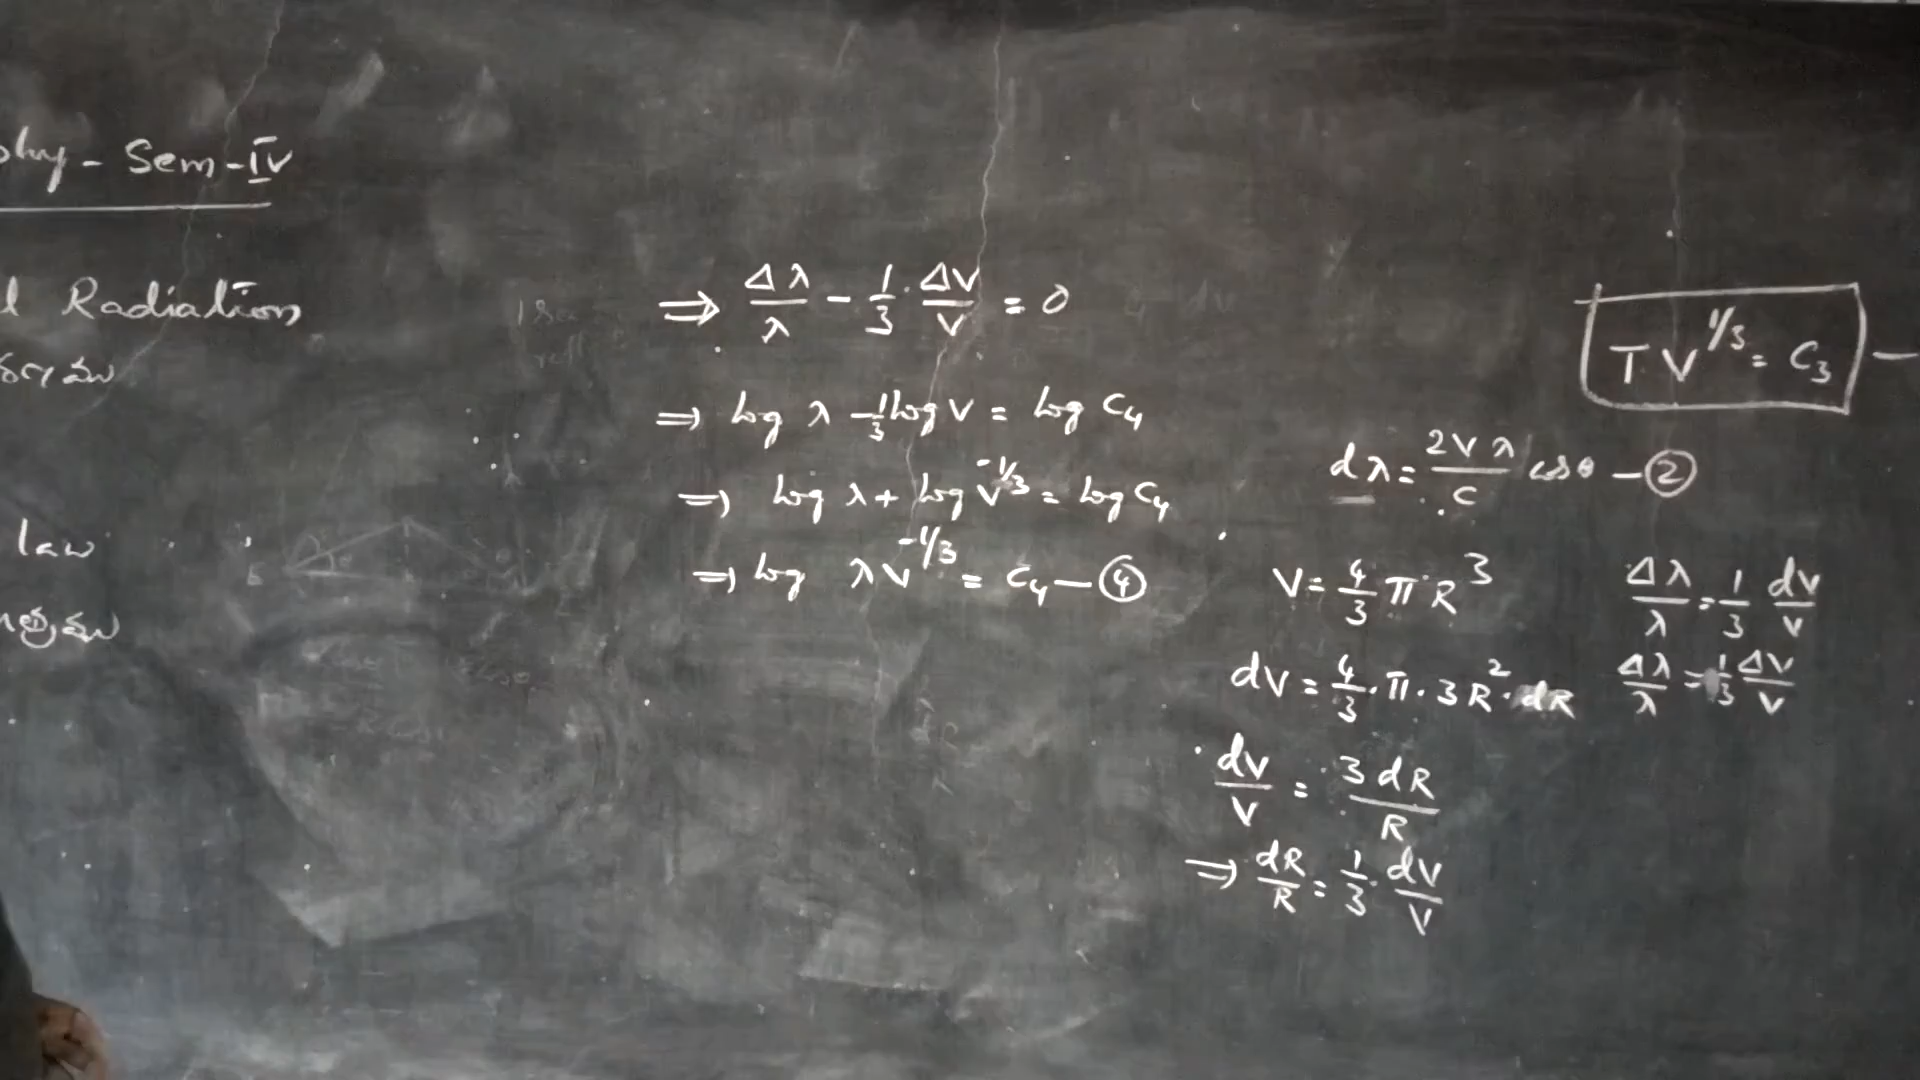 phy - Sem - IV
Radiation
law
⇒ Δλ/λ - 1/3 . ΔV/V = 0
⇒ log λ - 1/3 log V = log C₄
⇒ log λ + log V^-1/3 = log C₄
⇒ log λ V^-1/3 = C₄ — ④
T V^1/3 = C₃ —
dλ = 2Vλ/C cosθ — ②
V = 4/3 π R³
dV = 4/3 . π . 3R² . dR
dV/V = 3dR/R
⇒ dR/R = 1/3 . dV/V
Δλ/λ = 1/3 dV/V
Δλ/λ = 1/3 ΔV/V